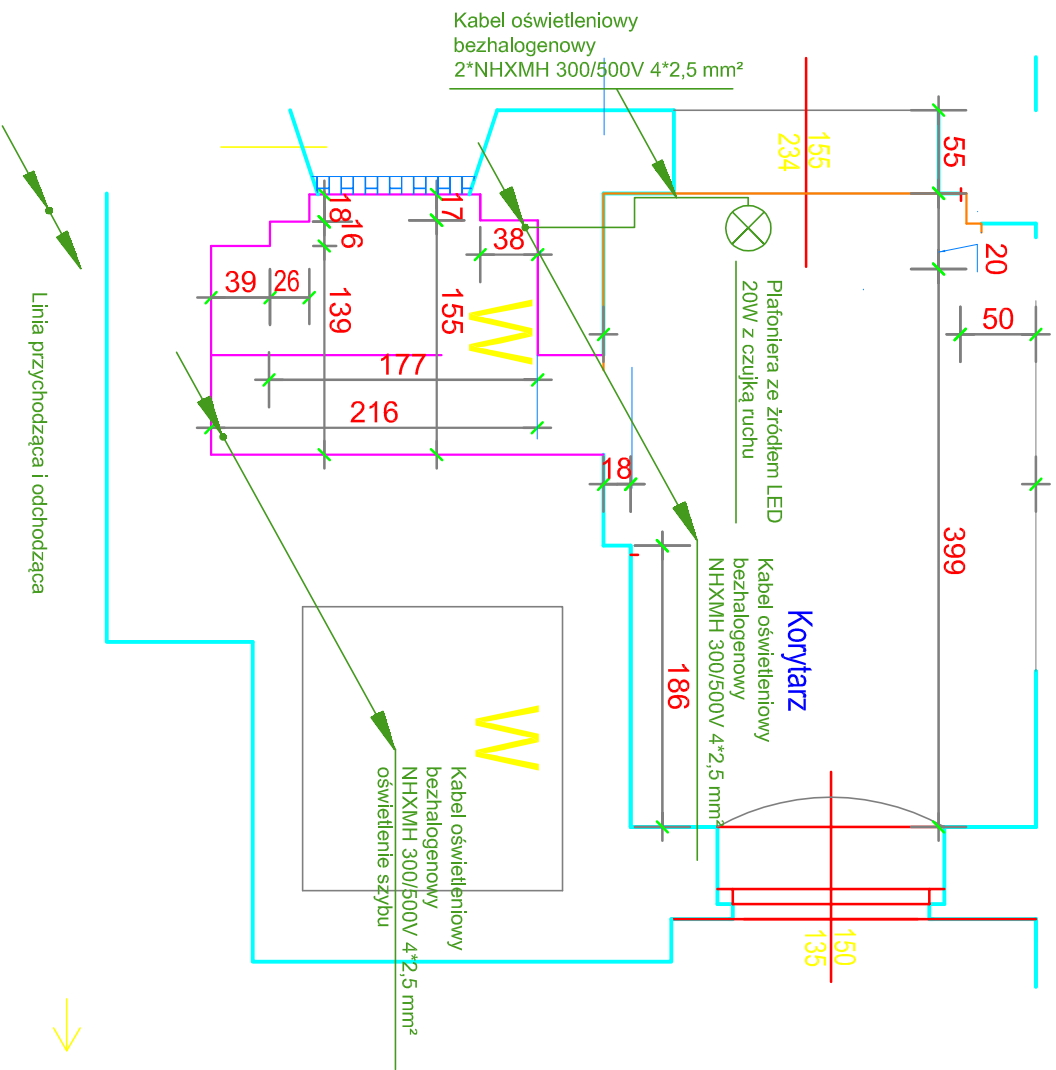 Kabel oświetleniowy
bezhalogenowy
2*NHXMH 300/500V 4*2,5 mm²
155
234
55
20
50
18
16
17
38
39
26
139
155
W
177
216
18
Plafoniera ze źródłem LED
20W z czujką ruchu
399
Linia przychodząca i odchodząca
Kabel oświetleniowy
bezhalogenowy
NHXMH 300/500V 4*2,5 mm²
Korytarz
186
W
Kabel oświetleniowy
bezhalogenowy
NHXMH 300/500V 4*2,5 mm²
oświetlenie szybu
150
135